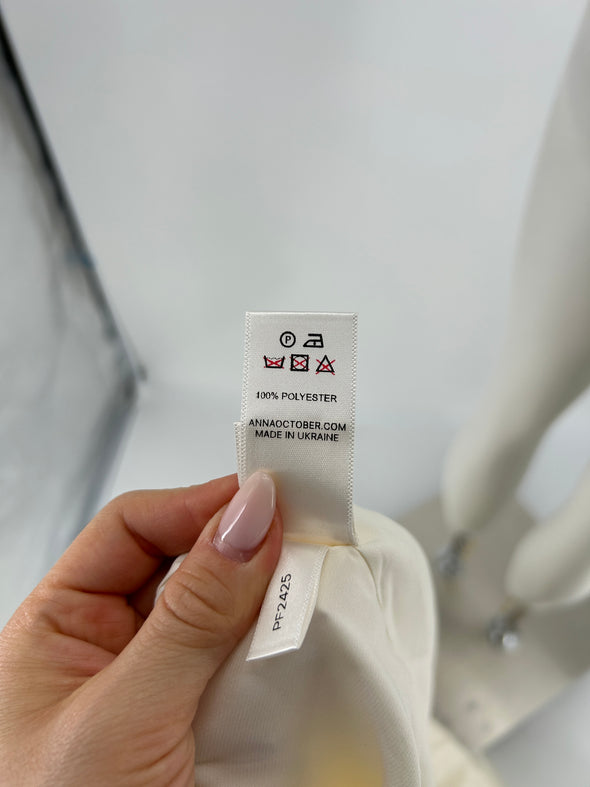 P
100% POLYESTER
ANNAOCTOBER.COM
MADE IN UKRAINE
PF2425